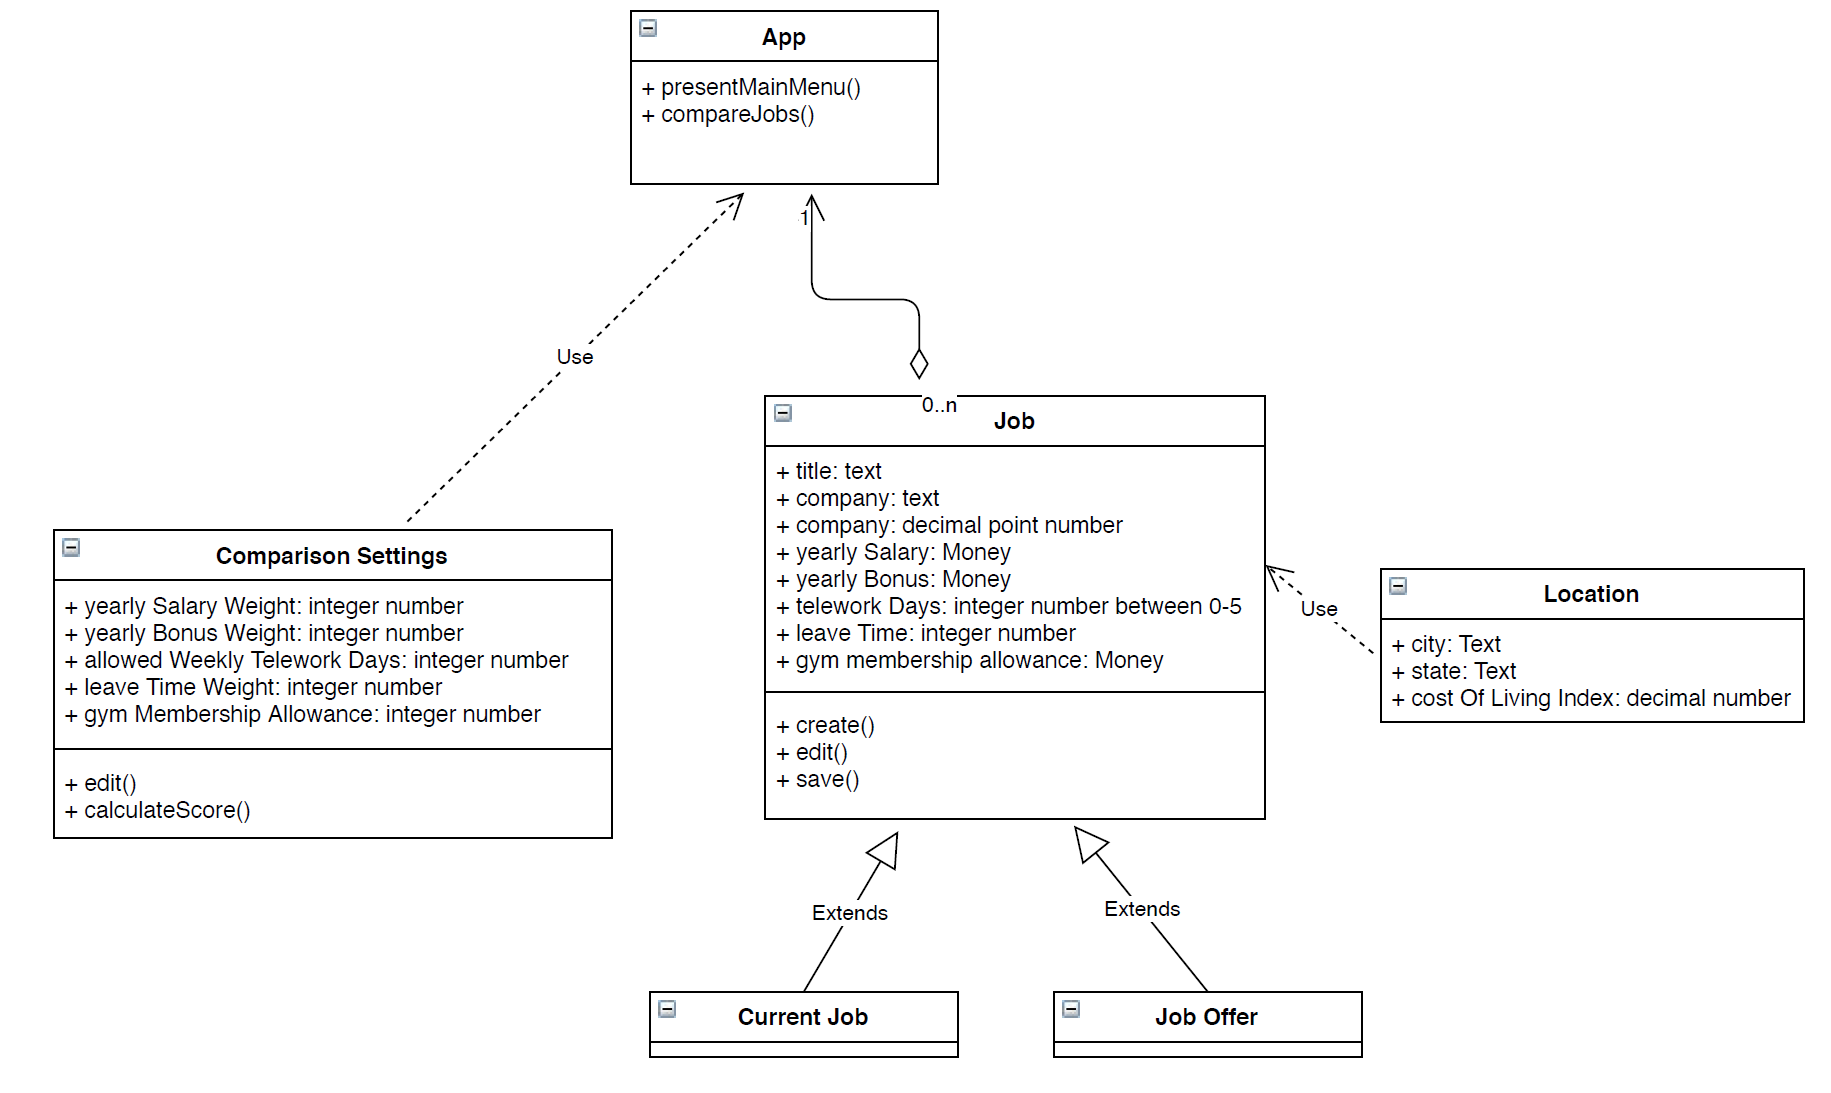 App
+ presentMainMenu()
+ compareJobs()
1
Use
0..n
Job
+ title: text
+ company: text
+ company: decimal point number
+ yearly Salary: Money
+ yearly Bonus: Money
+ telework Days: integer number between 0-5
+ leave Time: integer number
+ gym membership allowance: Money
+ create()
+ edit()
+ save()
Comparison Settings
+ yearly Salary Weight: integer number
+ yearly Bonus Weight: integer number
+ allowed Weekly Telework Days: integer number
+ leave Time Weight: integer number
+ gym Membership Allowance: integer number
+ edit()
+ calculateScore()
Use
Location
+ city: Text
+ state: Text
+ cost Of Living Index: decimal number
Extends
Extends
Current Job
Job Offer